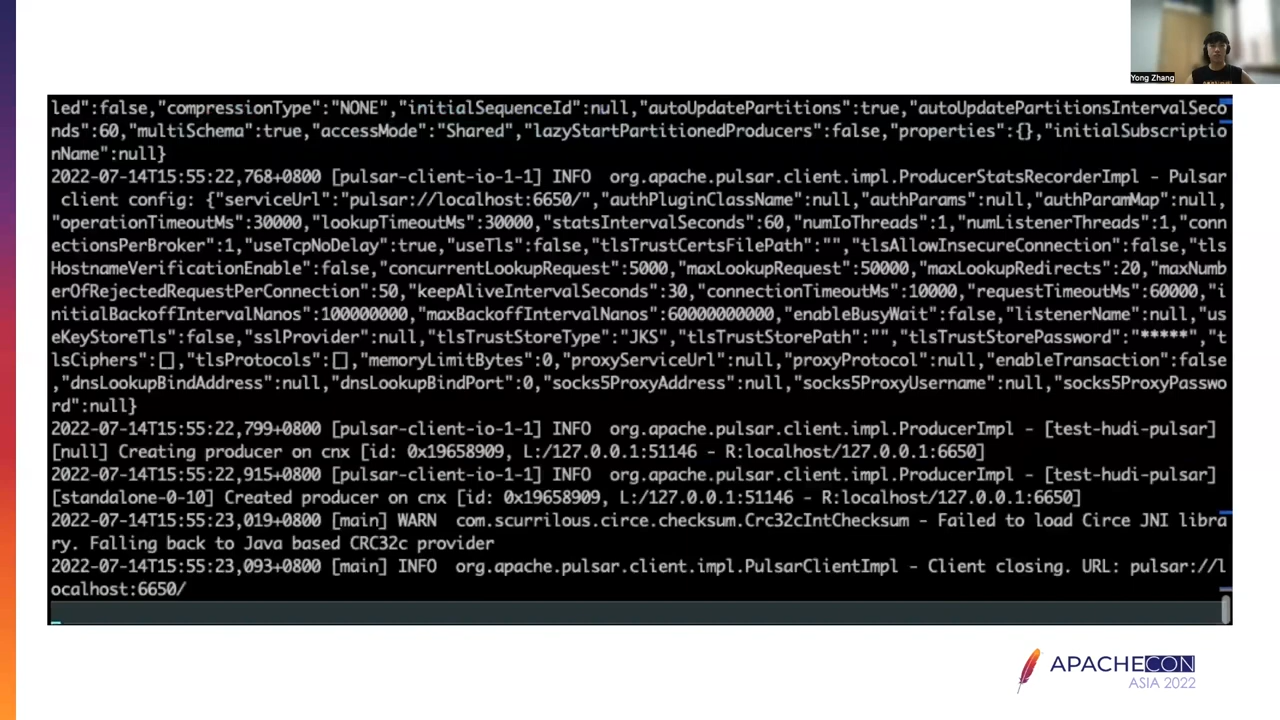 Yong Zhang
led":false,"compressionType":"NONE","initialSequenceId":null,"autoUpdatePartitions":true,"autoUpdatePartitionsIntervalSeco
nds":60,"multiSchema":true,"accessMode":"Shared","lazyStartPartitionedProducers":false,"properties":{},"initialSubscriptio
nName":null}
2022-07-14T15:55:22,768+0800 [pulsar-client-io-1-1] INFO  org.apache.pulsar.client.impl.ProducerStatsRecorderImpl - Pulsar
 client config: {"serviceUrl":"pulsar://localhost:6650/","authPluginClassName":null,"authParams":null,"authParamMap":null,
"operationTimeoutMs":30000,"lookupTimeoutMs":30000,"statsIntervalSeconds":60,"numIoThreads":1,"numListenerThreads":1,"conn
ectionsPerBroker":1,"useTcpNoDelay":true,"useTls":false,"tlsTrustCertsFilePath":"","tlsAllowInsecureConnection":false,"tls
HostnameVerificationEnable":false,"concurrentLookupRequest":5000,"maxLookupRequest":50000,"maxLookupRedirects":20,"maxNumb
erOfRejectedRequestPerConnection":50,"keepAliveIntervalSeconds":30,"connectionTimeoutMs":10000,"requestTimeoutMs":60000,"i
nitialBackoffIntervalNanos":100000000,"maxBackoffIntervalNanos":60000000000,"enableBusyWait":false,"listenerName":null,"us
eKeyStoreTls":false,"sslProvider":null,"tlsTrustStoreType":"JKS","tlsTrustStorePath":"","tlsTrustStorePassword":"*****","t
lsCiphers":[],"tlsProtocols":[],"memoryLimitBytes":0,"proxyServiceUrl":null,"proxyProtocol":null,"enableTransaction":false
,"dnsLookupBindAddress":null,"dnsLookupBindPort":0,"socks5ProxyAddress":null,"socks5ProxyUsername":null,"socks5ProxyPasswo
rd":null}
2022-07-14T15:55:22,799+0800 [pulsar-client-io-1-1] INFO  org.apache.pulsar.client.impl.ProducerImpl - [test-hudi-pulsar]
[null] Creating producer on cnx [id: 0x19658909, L:/127.0.0.1:51146 - R:localhost/127.0.0.1:6650]
2022-07-14T15:55:22,915+0800 [pulsar-client-io-1-1] INFO  org.apache.pulsar.client.impl.ProducerImpl - [test-hudi-pulsar]
[standalone-0-10] Created producer on cnx [id: 0x19658909, L:/127.0.0.1:51146 - R:localhost/127.0.0.1:6650]
2022-07-14T15:55:23,019+0800 [main] WARN  com.scurrilous.circe.checksum.Crc32cIntChecksum - Failed to load Circe JNI libra
ry. Falling back to Java based CRC32c provider
2022-07-14T15:55:23,093+0800 [main] INFO  org.apache.pulsar.client.impl.PulsarClientImpl - Client closing. URL: pulsar://l
ocalhost:6650/
APACHECON
ASIA 2022